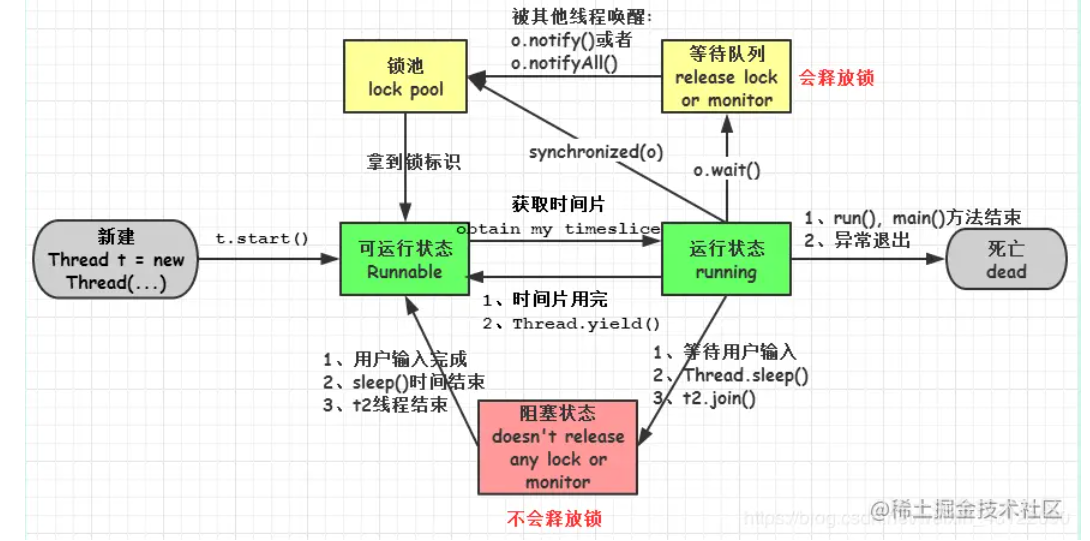 被其他线程唤醒:
o.notify()或者
o.notifyAll()
锁池
lock pool
等待队列
release lock
or monitor
会释放锁
synchronized(o)
o.wait()
拿到锁标识
获取时间片
obtain my timeslice
新建
Thread t = new
Thread(...)
t.start()
可运行状态
Runnable
运行状态
running
1、run(), main()方法结束
2、异常退出
死亡
dead
1、时间片用完
2、Thread.yield()
1、用户输入完成
2、sleep()时间结束
3、t2线程结束
1、等待用户输入
2、Thread.sleep()
3、t2.join()
阻塞状态
doesn't release
any lock or
monitor
不会释放锁
@稀土掘金技术社区